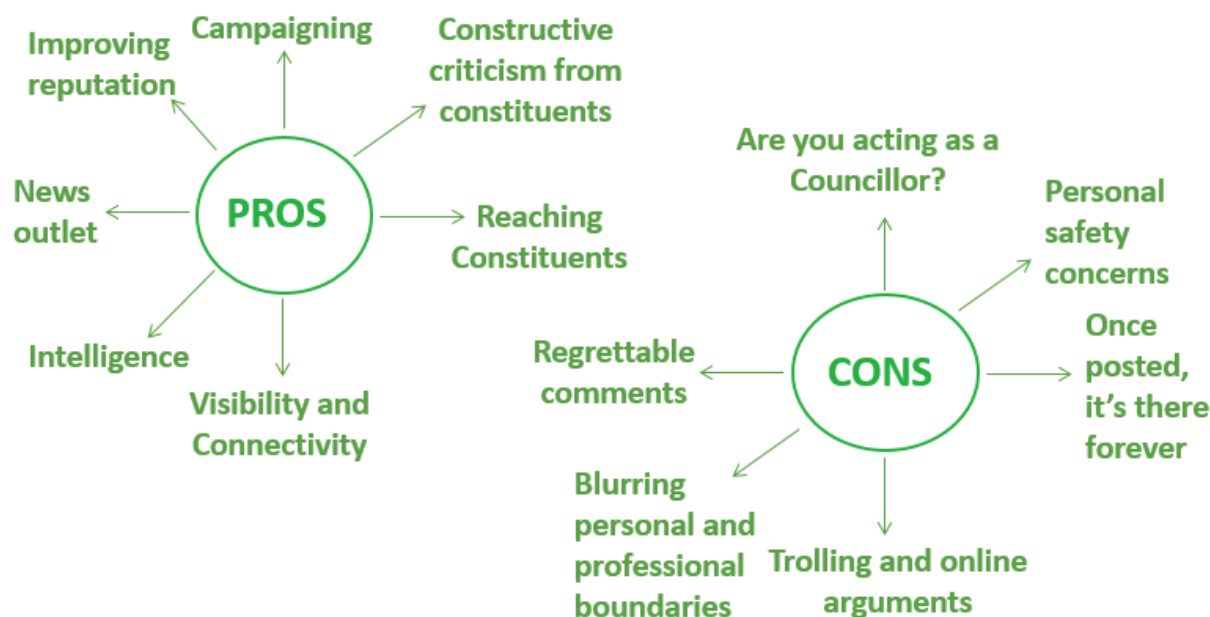 Campaigning
Improving
reputation
Constructive
criticism from
constituents
News
outlet
PROS
Reaching
Constituents
Intelligence
Visibility and
Connectivity
Are you acting as a
Councillor?
Personal
safety
concerns
Regrettable
comments
CONS
Once
posted,
it’s there
forever
Blurring
personal and
professional
boundaries
Trolling and online
arguments